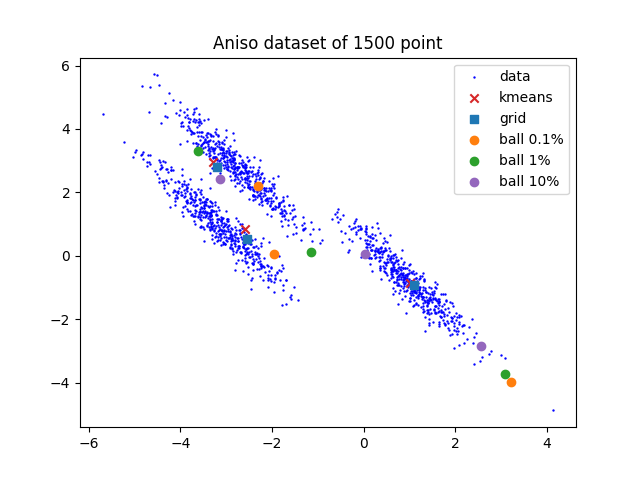 Aniso dataset of 1500 point
data
kmeans
grid
ball 0.1%
ball 1%
ball 10%
6
4
2
0
−2
−4
−6 −4 −2 0 2 4